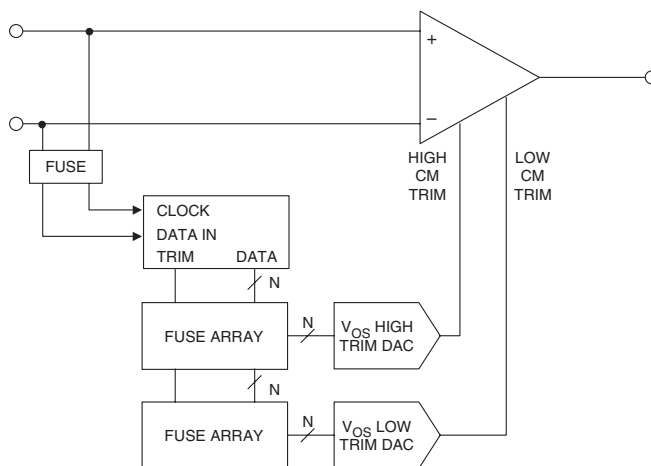 +
−
HIGH
CM
TRIM
LOW
CM
TRIM
FUSE
CLOCK
DATA IN
TRIM DATA
N
FUSE ARRAY
N
VOS HIGH
TRIM DAC
N
FUSE ARRAY
N
VOS LOW
TRIM DAC